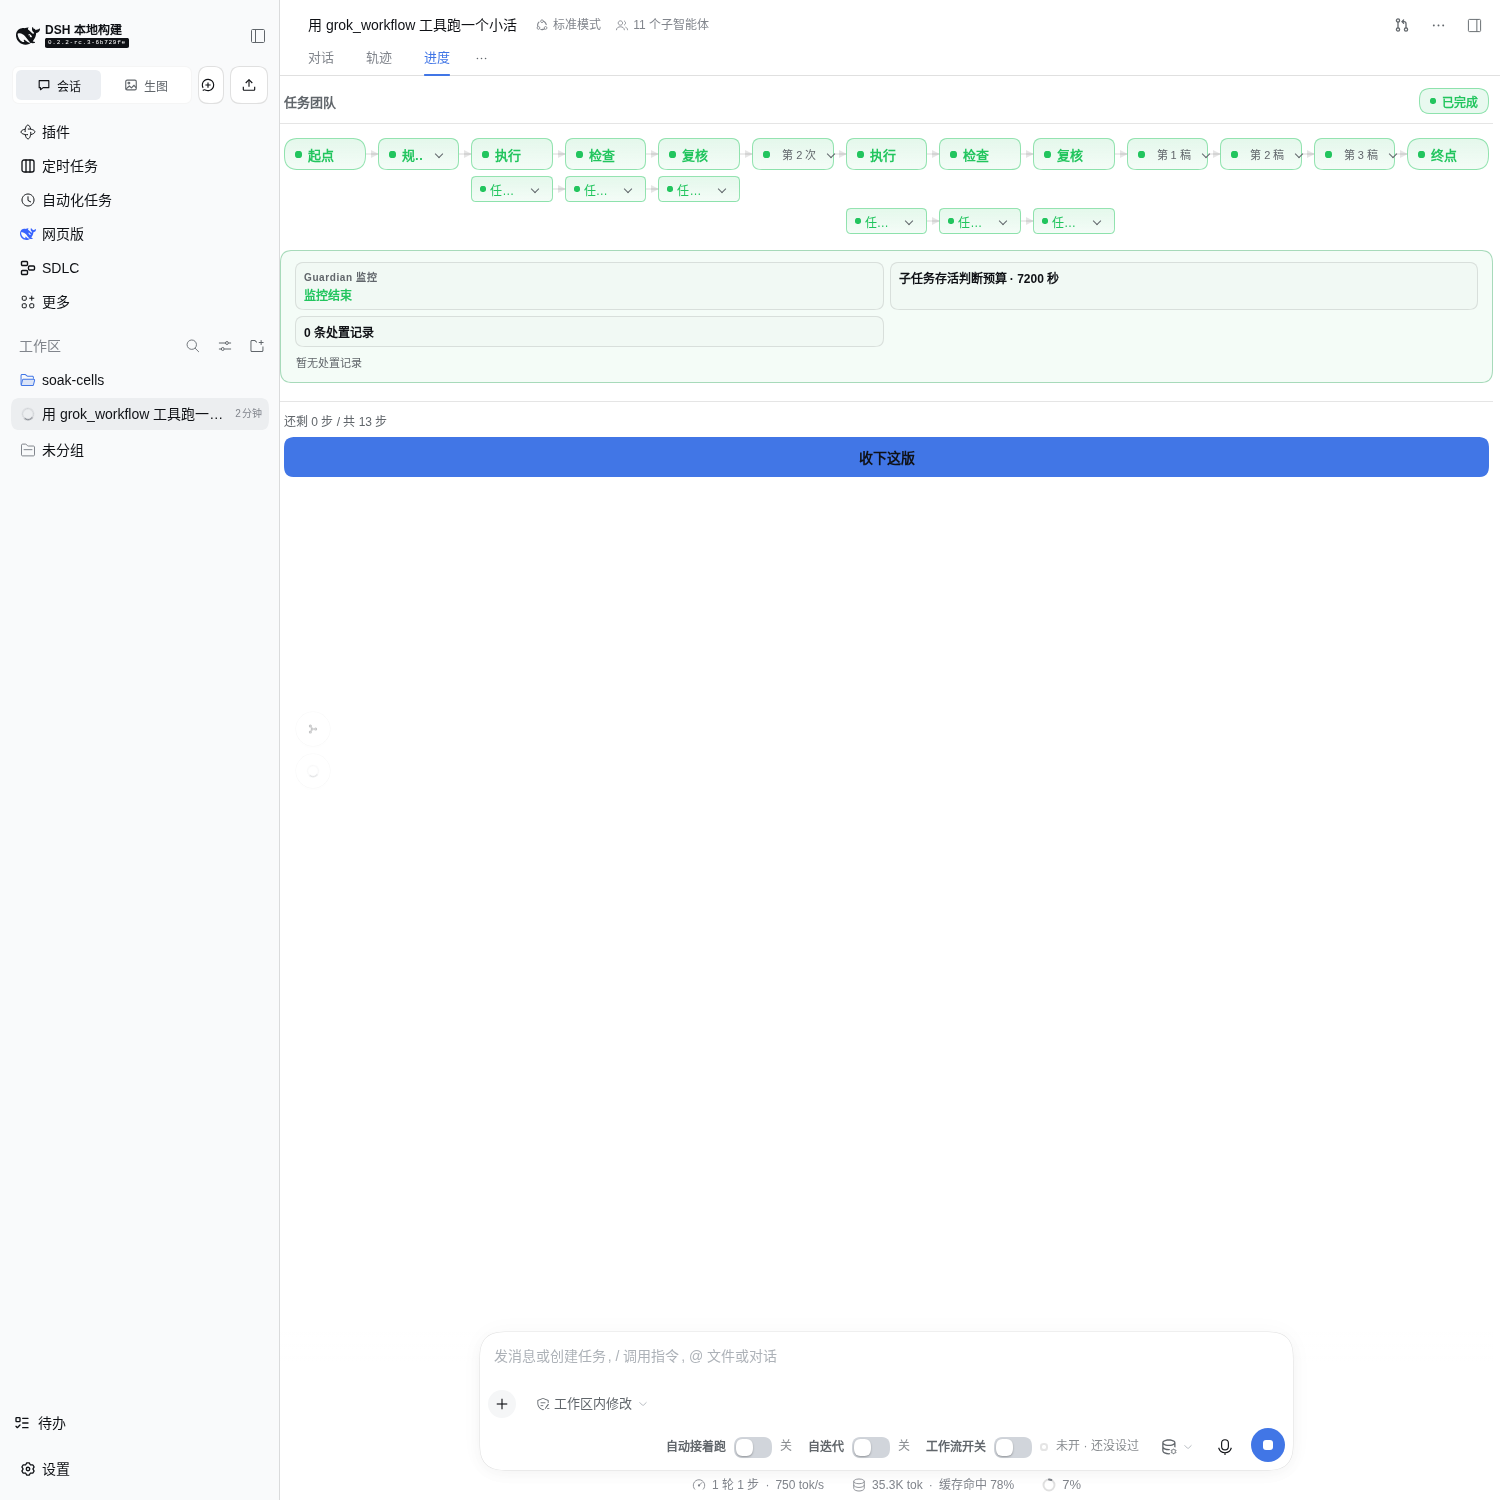 DSH 本地构建
0.2.2-rc.3-6b729fe
会话
生图
插件
定时任务
自动化任务
网页版
SDLC
更多
工作区
soak-cells
用 grok_workflow 工具跑一… 2分钟
未分组
待办
设置
用 grok_workflow 工具跑一个小活 标准模式 11 个子智能体
对话 轨迹 进度 …
任务团队 已完成
起点 规.. 执行 检查 复核 第 2 次 执行 检查 复核 第 1 稿 第 2 稿 第 3 稿 终点
任… 任… 任…
任… 任… 任…
Guardian 监控
监控结束
子任务存活判断预算 · 7200 秒
0 条处置记录
暂无处置记录
还剩 0 步 / 共 13 步
收下这版
发消息或创建任务, / 调用指令, @ 文件或对话
工作区内修改
自动接着跑 关 自迭代 关 工作流开关 未开 · 还没设过
1 轮 1 步 · 750 tok/s 35.3K tok · 缓存命中 78% 7%